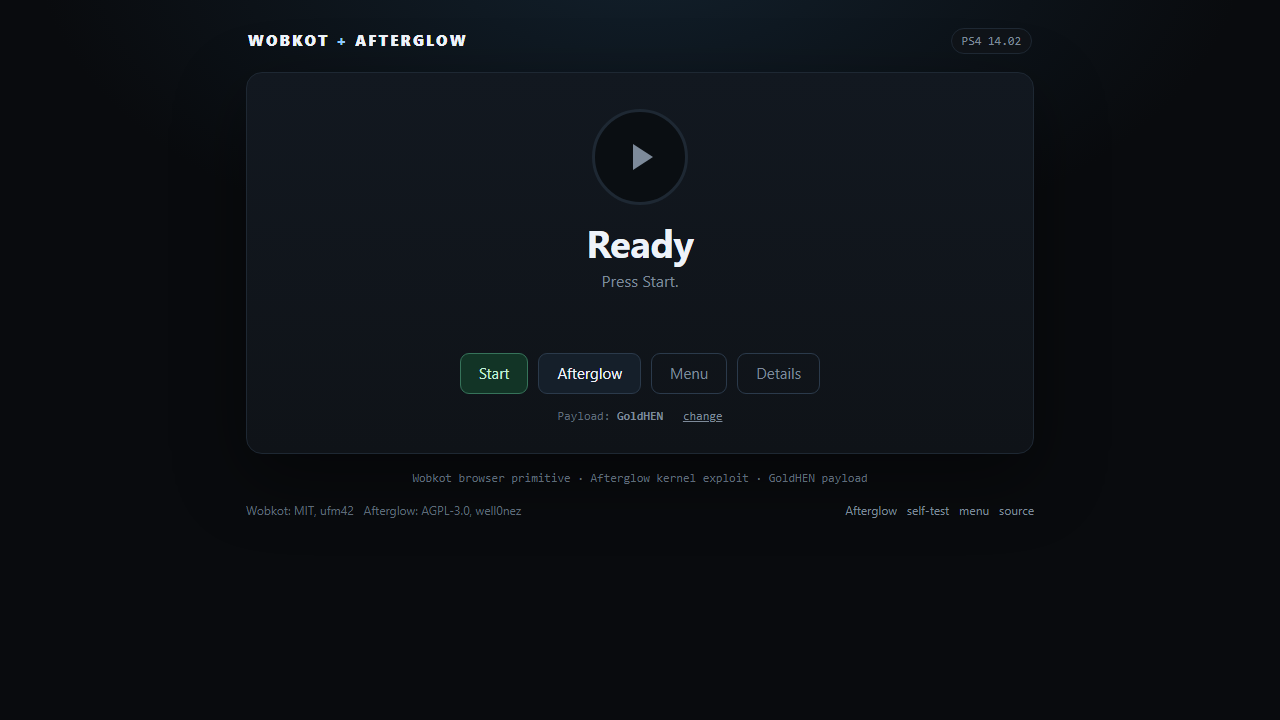 WOBKOT + AFTERGLOW
PS4 14.02
Ready
Press Start.
Start Afterglow Menu Details
Payload: GoldHEN change
Wobkot browser primitive · Afterglow kernel exploit · GoldHEN payload
Wobkot: MIT, ufm42 Afterglow: AGPL-3.0, well0nez
Afterglow self-test menu source